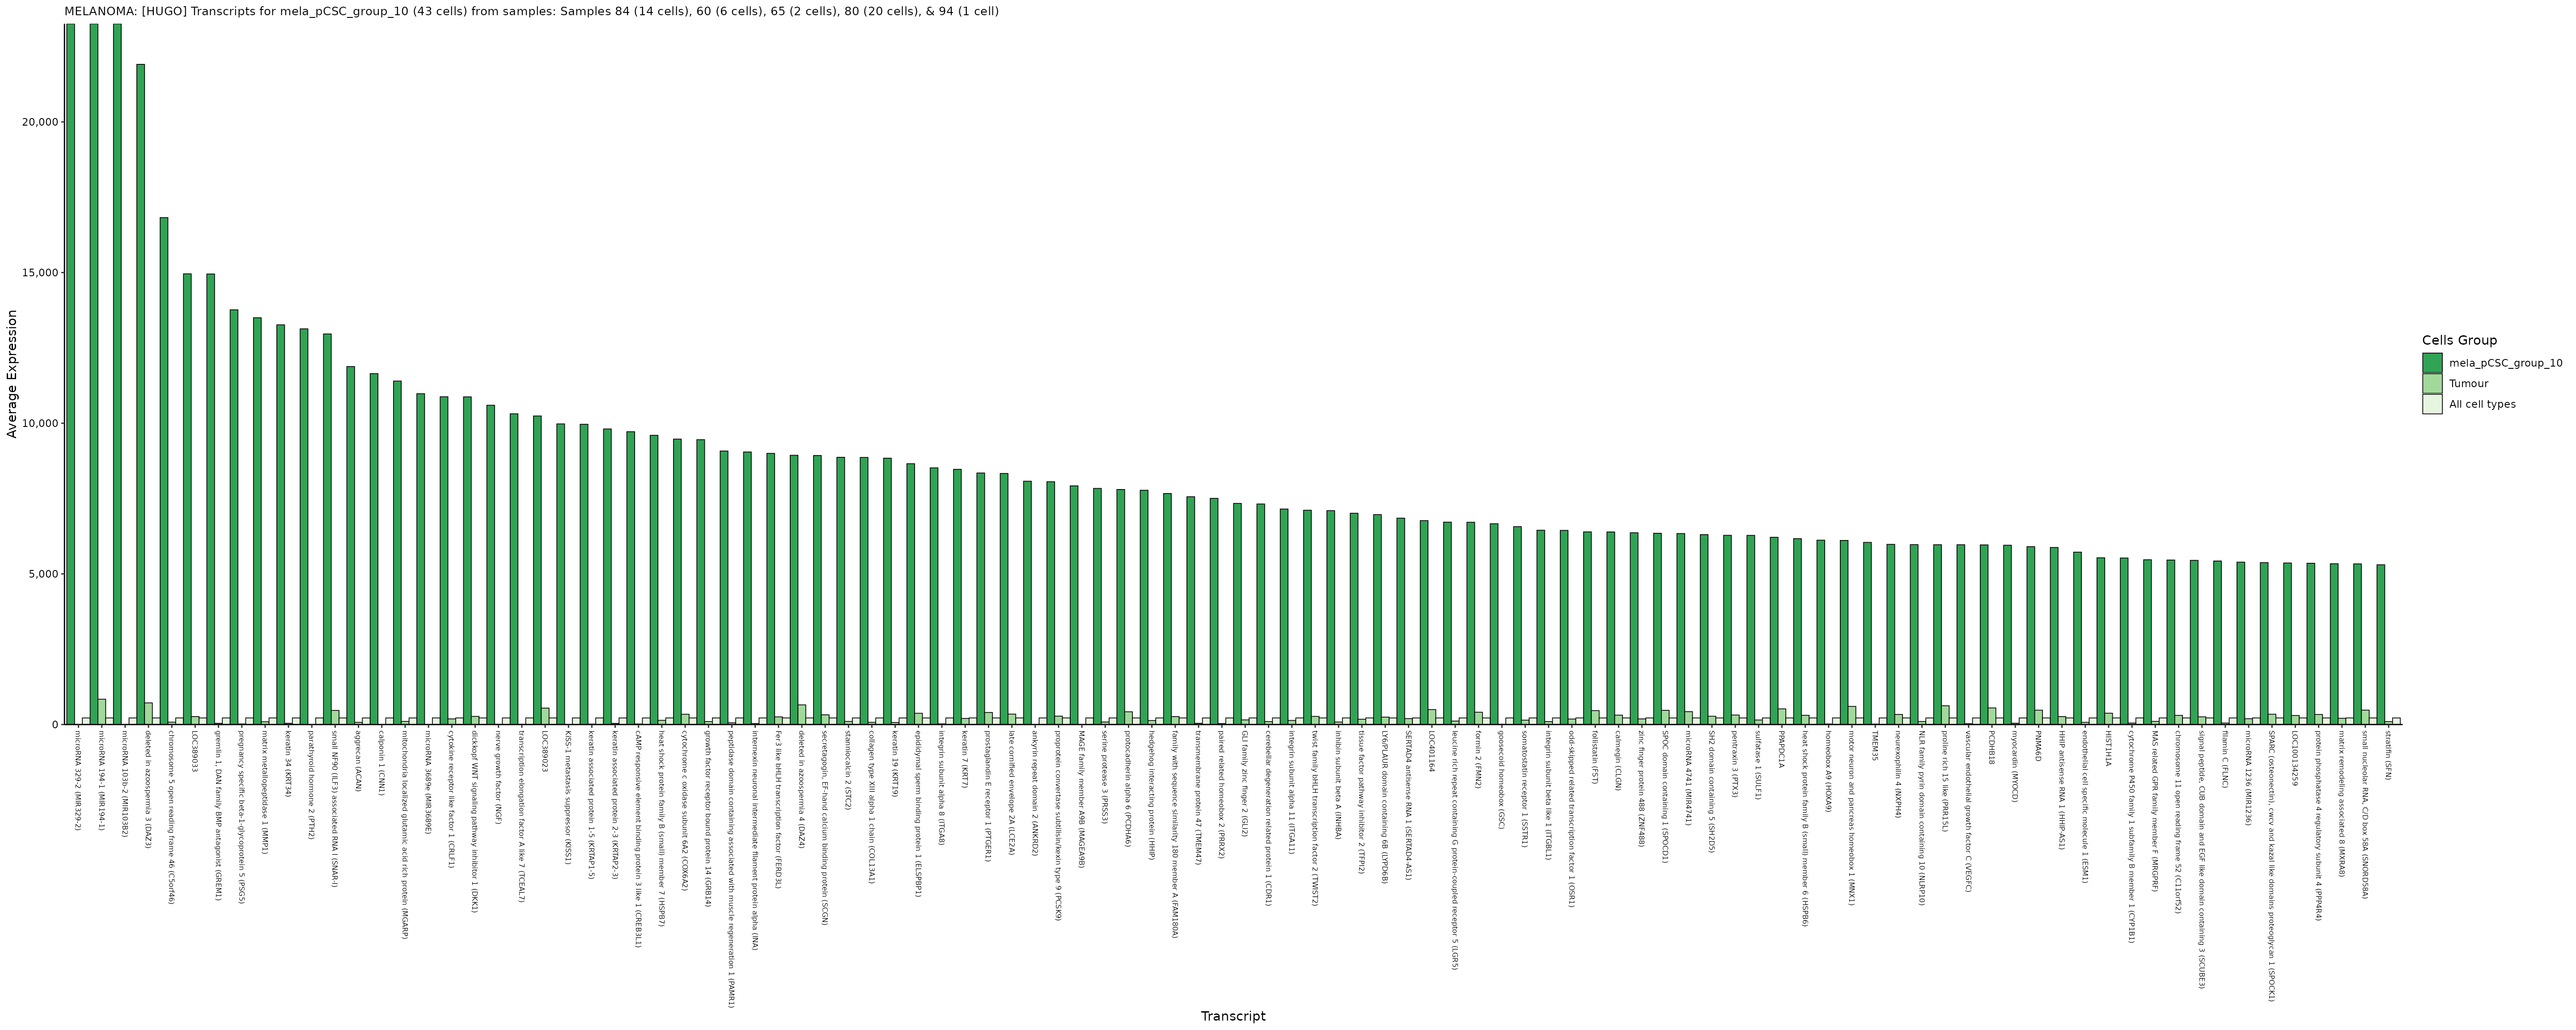 MELANOMA: [HUGO] Transcripts for mela_pCSC_group_10 (43 cells) from samples: Samples 84 (14 cells), 60 (6 cells), 65 (2 cells), 80 (20 cells), & 94 (1 cell)
Average Expression
20,000
15,000
10,000
5,000
0
microRNA 329-2 (MIR329-2)
microRNA 194-1 (MIR194-1)
microRNA 103b-2 (MIR103B2)
deleted in azoospermia 3 (DAZ3)
chromosome 5 open reading frame 46 (C5orf46)
LOC389033
gremlin 1, DAN family BMP antagonist (GREM1)
pregnancy specific beta-1-glycoprotein 5 (PSG5)
matrix metallopeptidase 1 (MMP1)
keratin 34 (KRT34)
parathyroid hormone 2 (PTH2)
small NF90 (ILF3) associated RNA I (SNAR-I)
aggrecan (ACAN)
calponin 1 (CNN1)
mitochondria localized glutamic acid rich protein (MGARP)
microRNA 3689e (MIR3689E)
cytokine receptor like factor 1 (CRLF1)
dickkopf WNT signaling pathway inhibitor 1 (DKK1)
nerve growth factor (NGF)
transcription elongation factor A like 7 (TCEAL7)
LOC389023
KISS-1 metastasis suppressor (KISS1)
keratin associated protein 1-5 (KRTAP1-5)
keratin associated protein 2-3 (KRTAP2-3)
cAMP responsive element binding protein 3 like 1 (CREB3L1)
heat shock protein family B (small) member 7 (HSPB7)
cytochrome c oxidase subunit 6A2 (COX6A2)
growth factor receptor bound protein 14 (GRB14)
peptidase domain containing associated with muscle regeneration 1 (PAMR1)
internexin neuronal intermediate filament protein alpha (INA)
Fer3 like bHLH transcription factor (FERD3L)
deleted in azoospermia 4 (DAZ4)
secretagogin, EF-hand calcium binding protein (SCGN)
stanniocalcin 2 (STC2)
collagen type XIII alpha 1 chain (COL13A1)
keratin 19 (KRT19)
epididymal sperm binding protein 1 (ELSPBP1)
integrin subunit alpha 8 (ITGA8)
keratin 7 (KRT7)
prostaglandin E receptor 1 (PTGER1)
late cornified envelope 2A (LCE2A)
ankyrin repeat domain 2 (ANKRD2)
proprotein convertase subtilisin/kexin type 9 (PCSK9)
MAGE family member A9B (MAGEA9B)
serine protease 3 (PRSS3)
protocadherin alpha 6 (PCDHA6)
hedgehog interacting protein (HHIP)
family with sequence similarity 180 member A (FAM180A)
transmembrane protein 47 (TMEM47)
paired related homeobox 2 (PRRX2)
GLI family zinc finger 2 (GLI2)
cerebellar degeneration related protein 1 (CDR1)
integrin subunit alpha 11 (ITGA11)
twist family bHLH transcription factor 2 (TWIST2)
inhibin subunit beta A (INHBA)
tissue factor pathway inhibitor 2 (TFPI2)
LY6/PLAUR domain containing 6B (LYPD6B)
SERTAD4 antisense RNA 1 (SERTAD4-AS1)
LOC401164
leucine rich repeat containing G protein-coupled receptor 5 (LGR5)
formin 2 (FMN2)
goosecoid homeobox (GSC)
somatostatin receptor 1 (SSTR1)
integrin subunit beta like 1 (ITGBL1)
odd-skipped related transcription factor 1 (OSR1)
follistatin (FST)
calmegin (CLGN)
zinc finger protein 488 (ZNF488)
SPOC domain containing 1 (SPOCD1)
microRNA 4741 (MIR4741)
SH2 domain containing 5 (SH2D5)
pentraxin 3 (PTX3)
sulfatase 1 (SULF1)
PPAPDC1A
heat shock protein family B (small) member 6 (HSPB6)
homeobox A9 (HOXA9)
motor neuron and pancreas homeobox 1 (MNX1)
TMEM35
neurexophilin 4 (NXPH4)
NLR family pyrin domain containing 10 (NLRP10)
proline rich 15 like (PRR15L)
vascular endothelial growth factor C (VEGFC)
PCDHB18
myocardin (MYOCD)
PNMA6D
HHIP antisense RNA 1 (HHIP-AS1)
endothelial cell specific molecule 1 (ESM1)
HIST1H1A
cytochrome P450 family 1 subfamily B member 1 (CYP1B1)
MAS related GPR family member F (MRGPRF)
chromosome 11 open reading frame 52 (C11orf52)
signal peptide, CUB domain and EGF like domain containing 3 (SCUBE3)
filamin C (FLNC)
microRNA 1236 (MIR1236)
SPARC (osteonectin), cwcv and kazal like domains proteoglycan 1 (SPOCK1)
LOC100134259
protein phosphatase 4 regulatory subunit 4 (PPP4R4)
matrix remodeling associated 8 (MXRA8)
small nucleolar RNA, C/D box 58A (SNORD58A)
stratifin (SFN)
Transcript
Cells Group
mela_pCSC_group_10
Tumour
All cell types